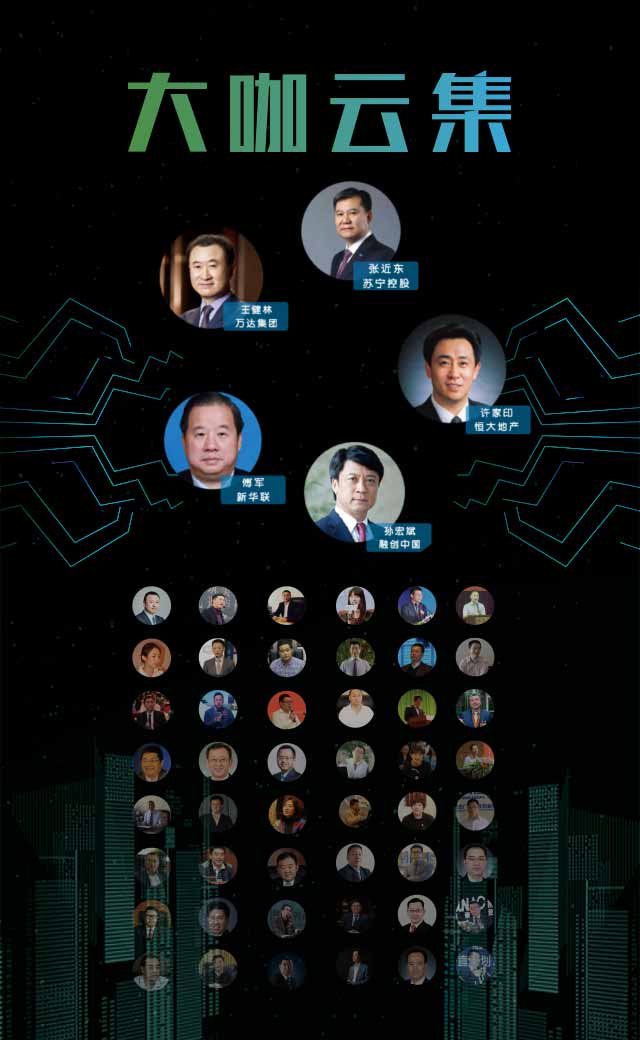 大咖云集
张近东
苏宁控股
王健林
万达集团
许家印
恒大地产
傅军
新华联
孙宏斌
融创中国